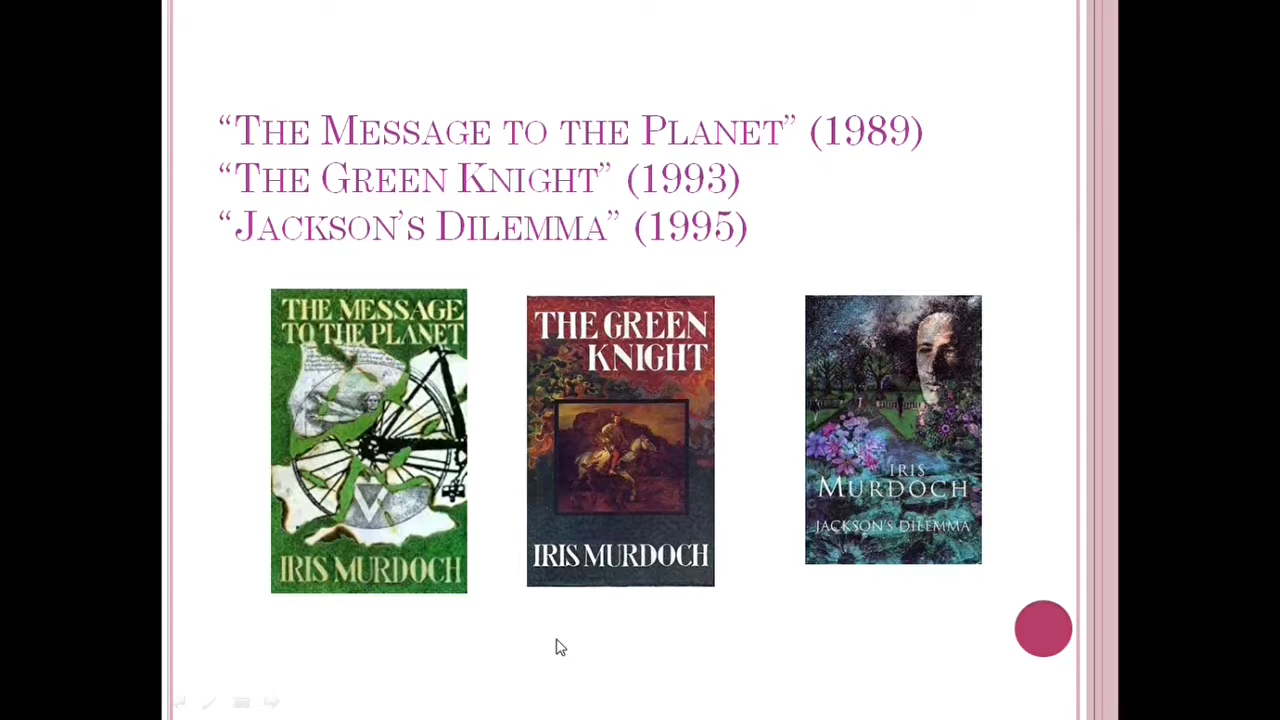 “The Message to the Planet” (1989)
“The Green Knight” (1993)
“Jackson’s Dilemma” (1995)
THE MESSAGE
TO THE PLANET
IRIS MURDOCH
THE GREEN
KNIGHT
IRIS MURDOCH
IRIS
MURDOCH
JACKSON'S DILEMMA